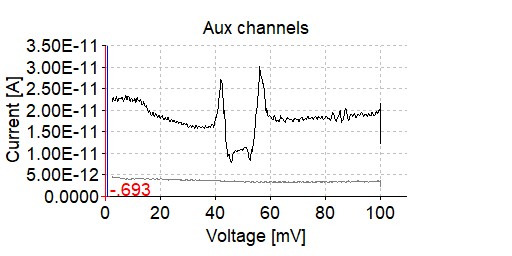 Aux channels
Current [A]
3.50E-11
3.00E-11
2.50E-11
2.00E-11
1.50E-11
1.00E-11
5.00E-12
0.0000
-.693
0 20 40 60 80 100
Voltage [mV]